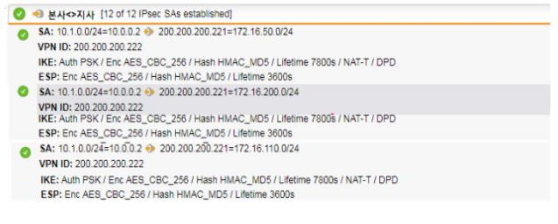 본사<>지사 [12 of 12 IPsec SAs established]
SA: 10.1.0.0/24=10.0.0.2 200.200.200.221=172.16.50.0/24
VPN ID: 200.200.200.222
IKE: Auth PSK / Enc AES_CBC_256 / Hash HMAC_MD5 / Lifetime 7800s / NAT-T / DPD
ESP: Enc AES_CBC_256 / Hash HMAC_MD5 / Lifetime 3600s
SA: 10.1.0.0/24=10.0.0.2 200.200.200.221=172.16.200.0/24
VPN ID: 200.200.200.222
IKE: Auth PSK / Enc AES_CBC_256 / Hash HMAC_MD5 / Lifetime 7800s / NAT-T / DPD
ESP: Enc AES_CBC_256 / Hash HMAC_MD5 / Lifetime 3600s
SA: 10.1.0.0/24=10.0.0.2 200.200.200.221=172.16.110.0/24
VPN ID: 200.200.200.222
IKE: Auth PSK / Enc AES_CBC_256 / Hash HMAC_MD5 / Lifetime 7800s / NAT-T / DPD
ESP: Enc AES_CBC_256 / Hash HMAC_MD5 / Lifetime 3600s